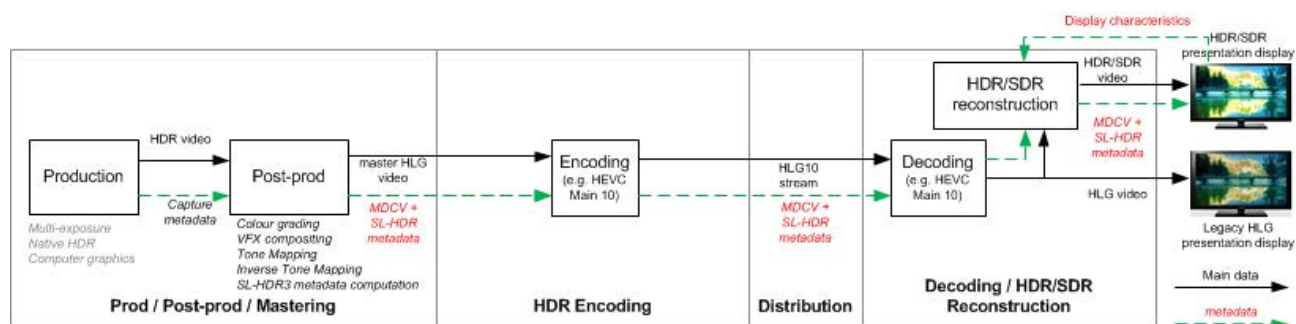 Display characteristics
HDR/SDR
presentation display
HDR/SDR
video
HDR/SDR
reconstruction
MDCV +
SL-HDR
metadata
HDR video
Production
Post-prod
master HLG
video
Encoding
(e.g. HEVC
Main 10)
HLG10
stream
Decoding
(e.g. HEVC
Main 10)
HLG video
Capture
metadata
MDCV +
SL-HDR
metadata
MDCV +
SL-HDR
metadata
Multi-exposure
Native HDR
Computer graphics
Colour grading
VFX compositing
Tone Mapping
Inverse Tone Mapping
SL-HDR3 metadata computation
Legacy HLG
presentation display
Main data
metadata
Prod / Post-prod / Mastering
HDR Encoding
Distribution
Decoding / HDR/SDR
Reconstruction